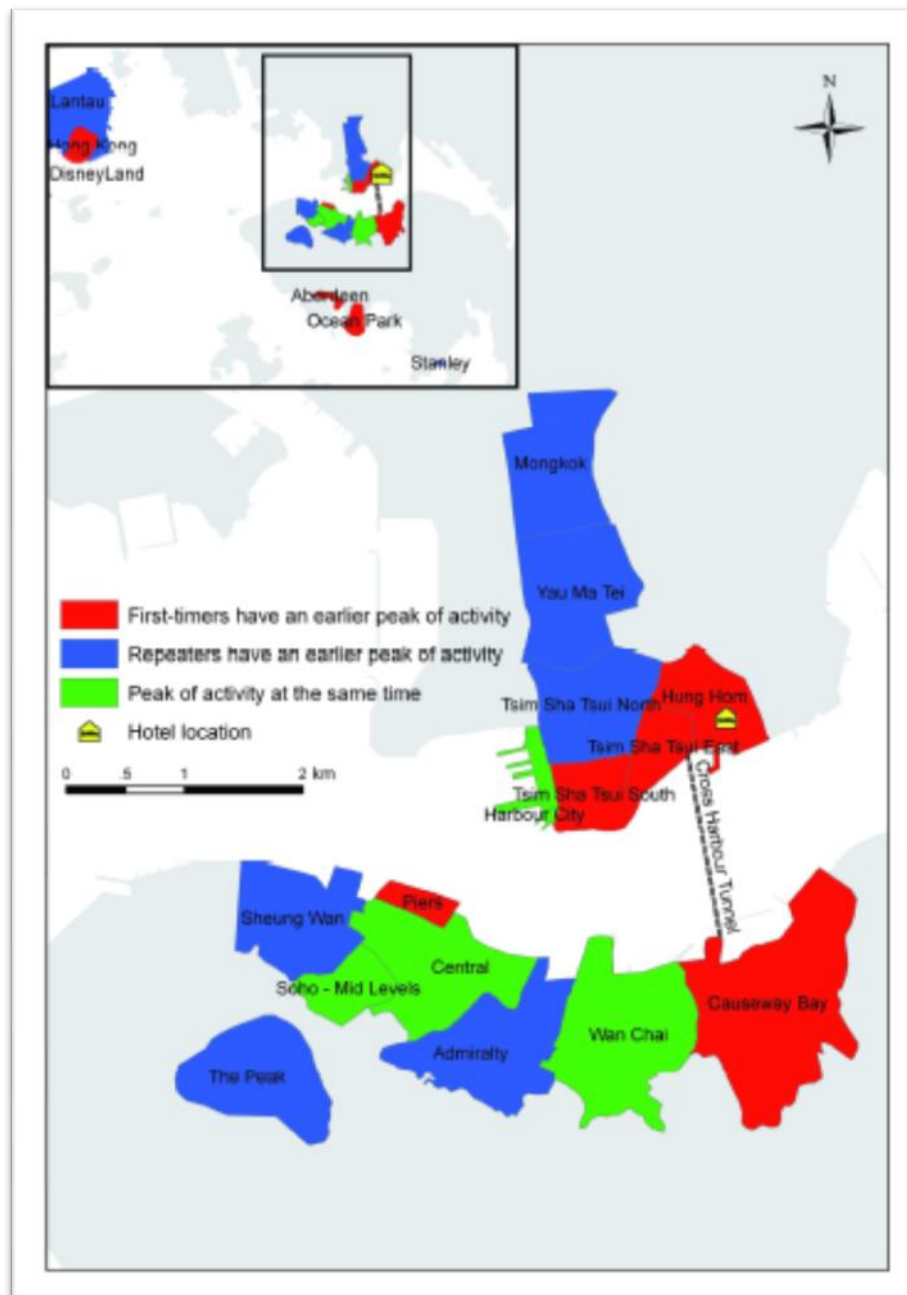 N
Lantau
Hong Kong
DisneyLand
Aberdeen
Ocean Park
Stanley
Mongkok
Yau Ma Tei
First-timers have an earlier peak of activity
Repeaters have an earlier peak of activity
Peak of activity at the same time
Hotel location
0 .5 1 2 km
Tsim Sha Tsui North
Hung Hom
Tsim Sha Tsui East
Tsim Sha Tsui South
Harbour City
Cross Harbour Tunnel
Piers
Sheung Wan
Central
Soho - Mid Levels
Causeway Bay
Wan Chai
Admiralty
The Peak